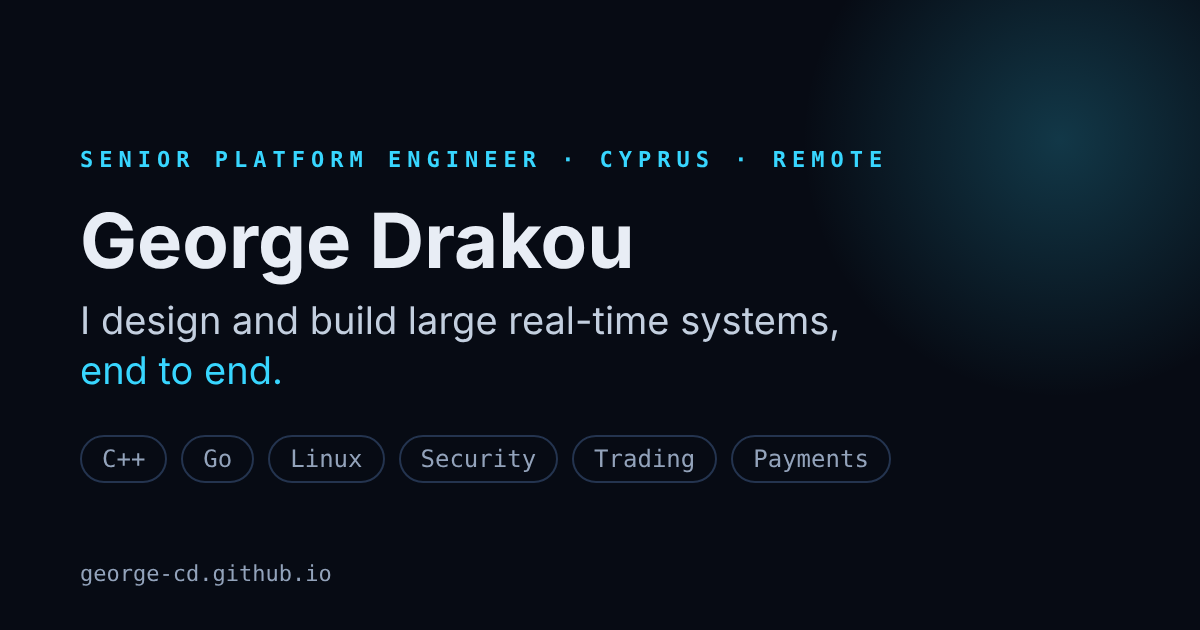 SENIOR PLATFORM ENGINEER · CYPRUS · REMOTE
George Drakou
I design and build large real-time systems,
end to end.
C++ Go Linux Security Trading Payments
george-cd.github.io